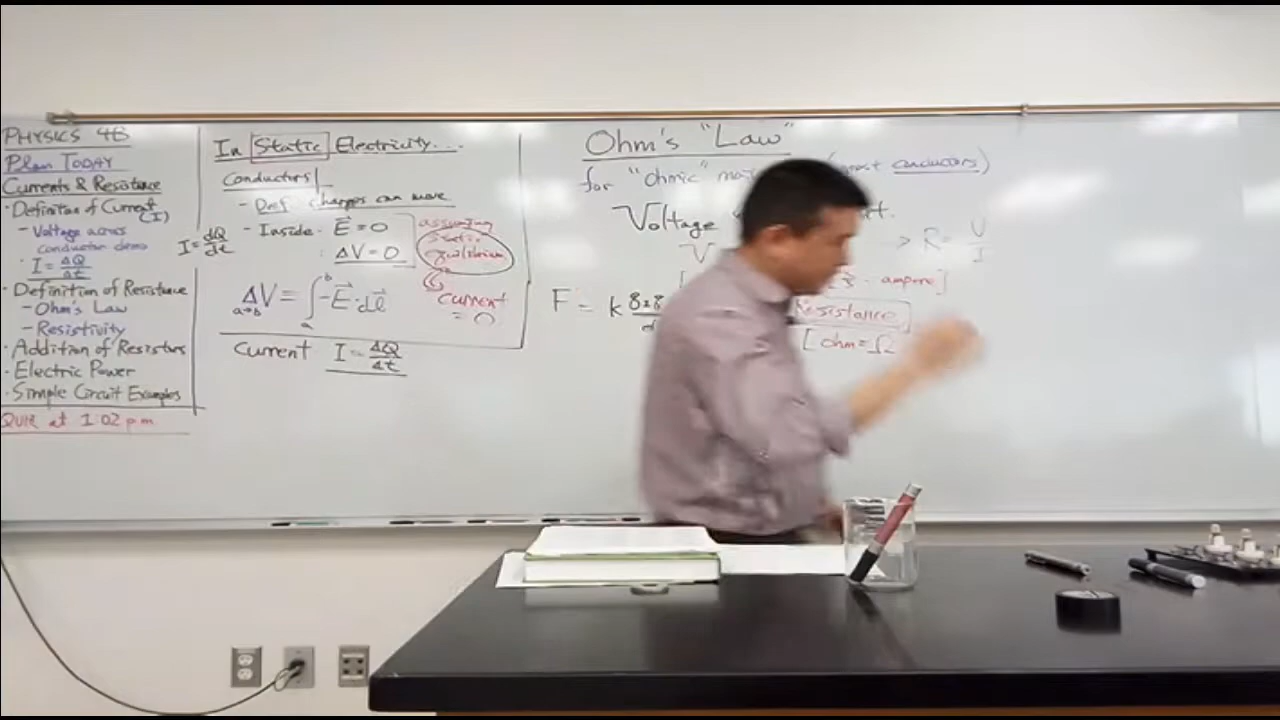 PHYSICS 4B
Plan TODAY
Currents & Resistance
· Definition of Current (I)
- Voltage across
conductor demo
· I = ΔQ/Δt
I = dQ/dt
· Definition of Resistance
- Ohm's Law
- Resistivity
· Addition of Resistors
· Electric Power
· Simple Circuit Examples
QUIZ at 1:02 pm
In Static Electricity...
Conductors
- Def charges can move
- Inside: E⃗ = 0
: ΔV = 0
assuming
static
equilibrium
current
= 0
ΔV = ∫ -E⃗·dℓ⃗
a→b
a
b
Current I = ΔQ/Δt
Ohm's "Law"
for "ohmic" (most conductors)
Voltage
V
> R = V/I
· ampere]
F = k
Resistance
[ohm = Ω